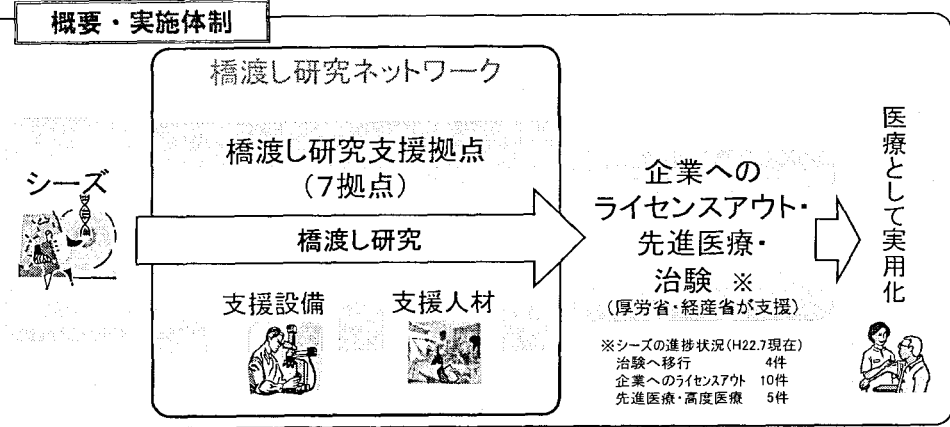 概要・実施体制
橋渡し研究ネットワーク
橋渡し研究支援拠点
（7拠点）
シーズ
橋渡し研究
支援設備
支援人材
企業への
ライセンスアウト・
先進医療・
治験 ※
（厚労省・経産省が支援）
※シーズの進捗状況（H22.7現在）
治験へ移行 4件
企業へのライセンスアウト 10件
先進医療・高度医療 5件
医療として実用化